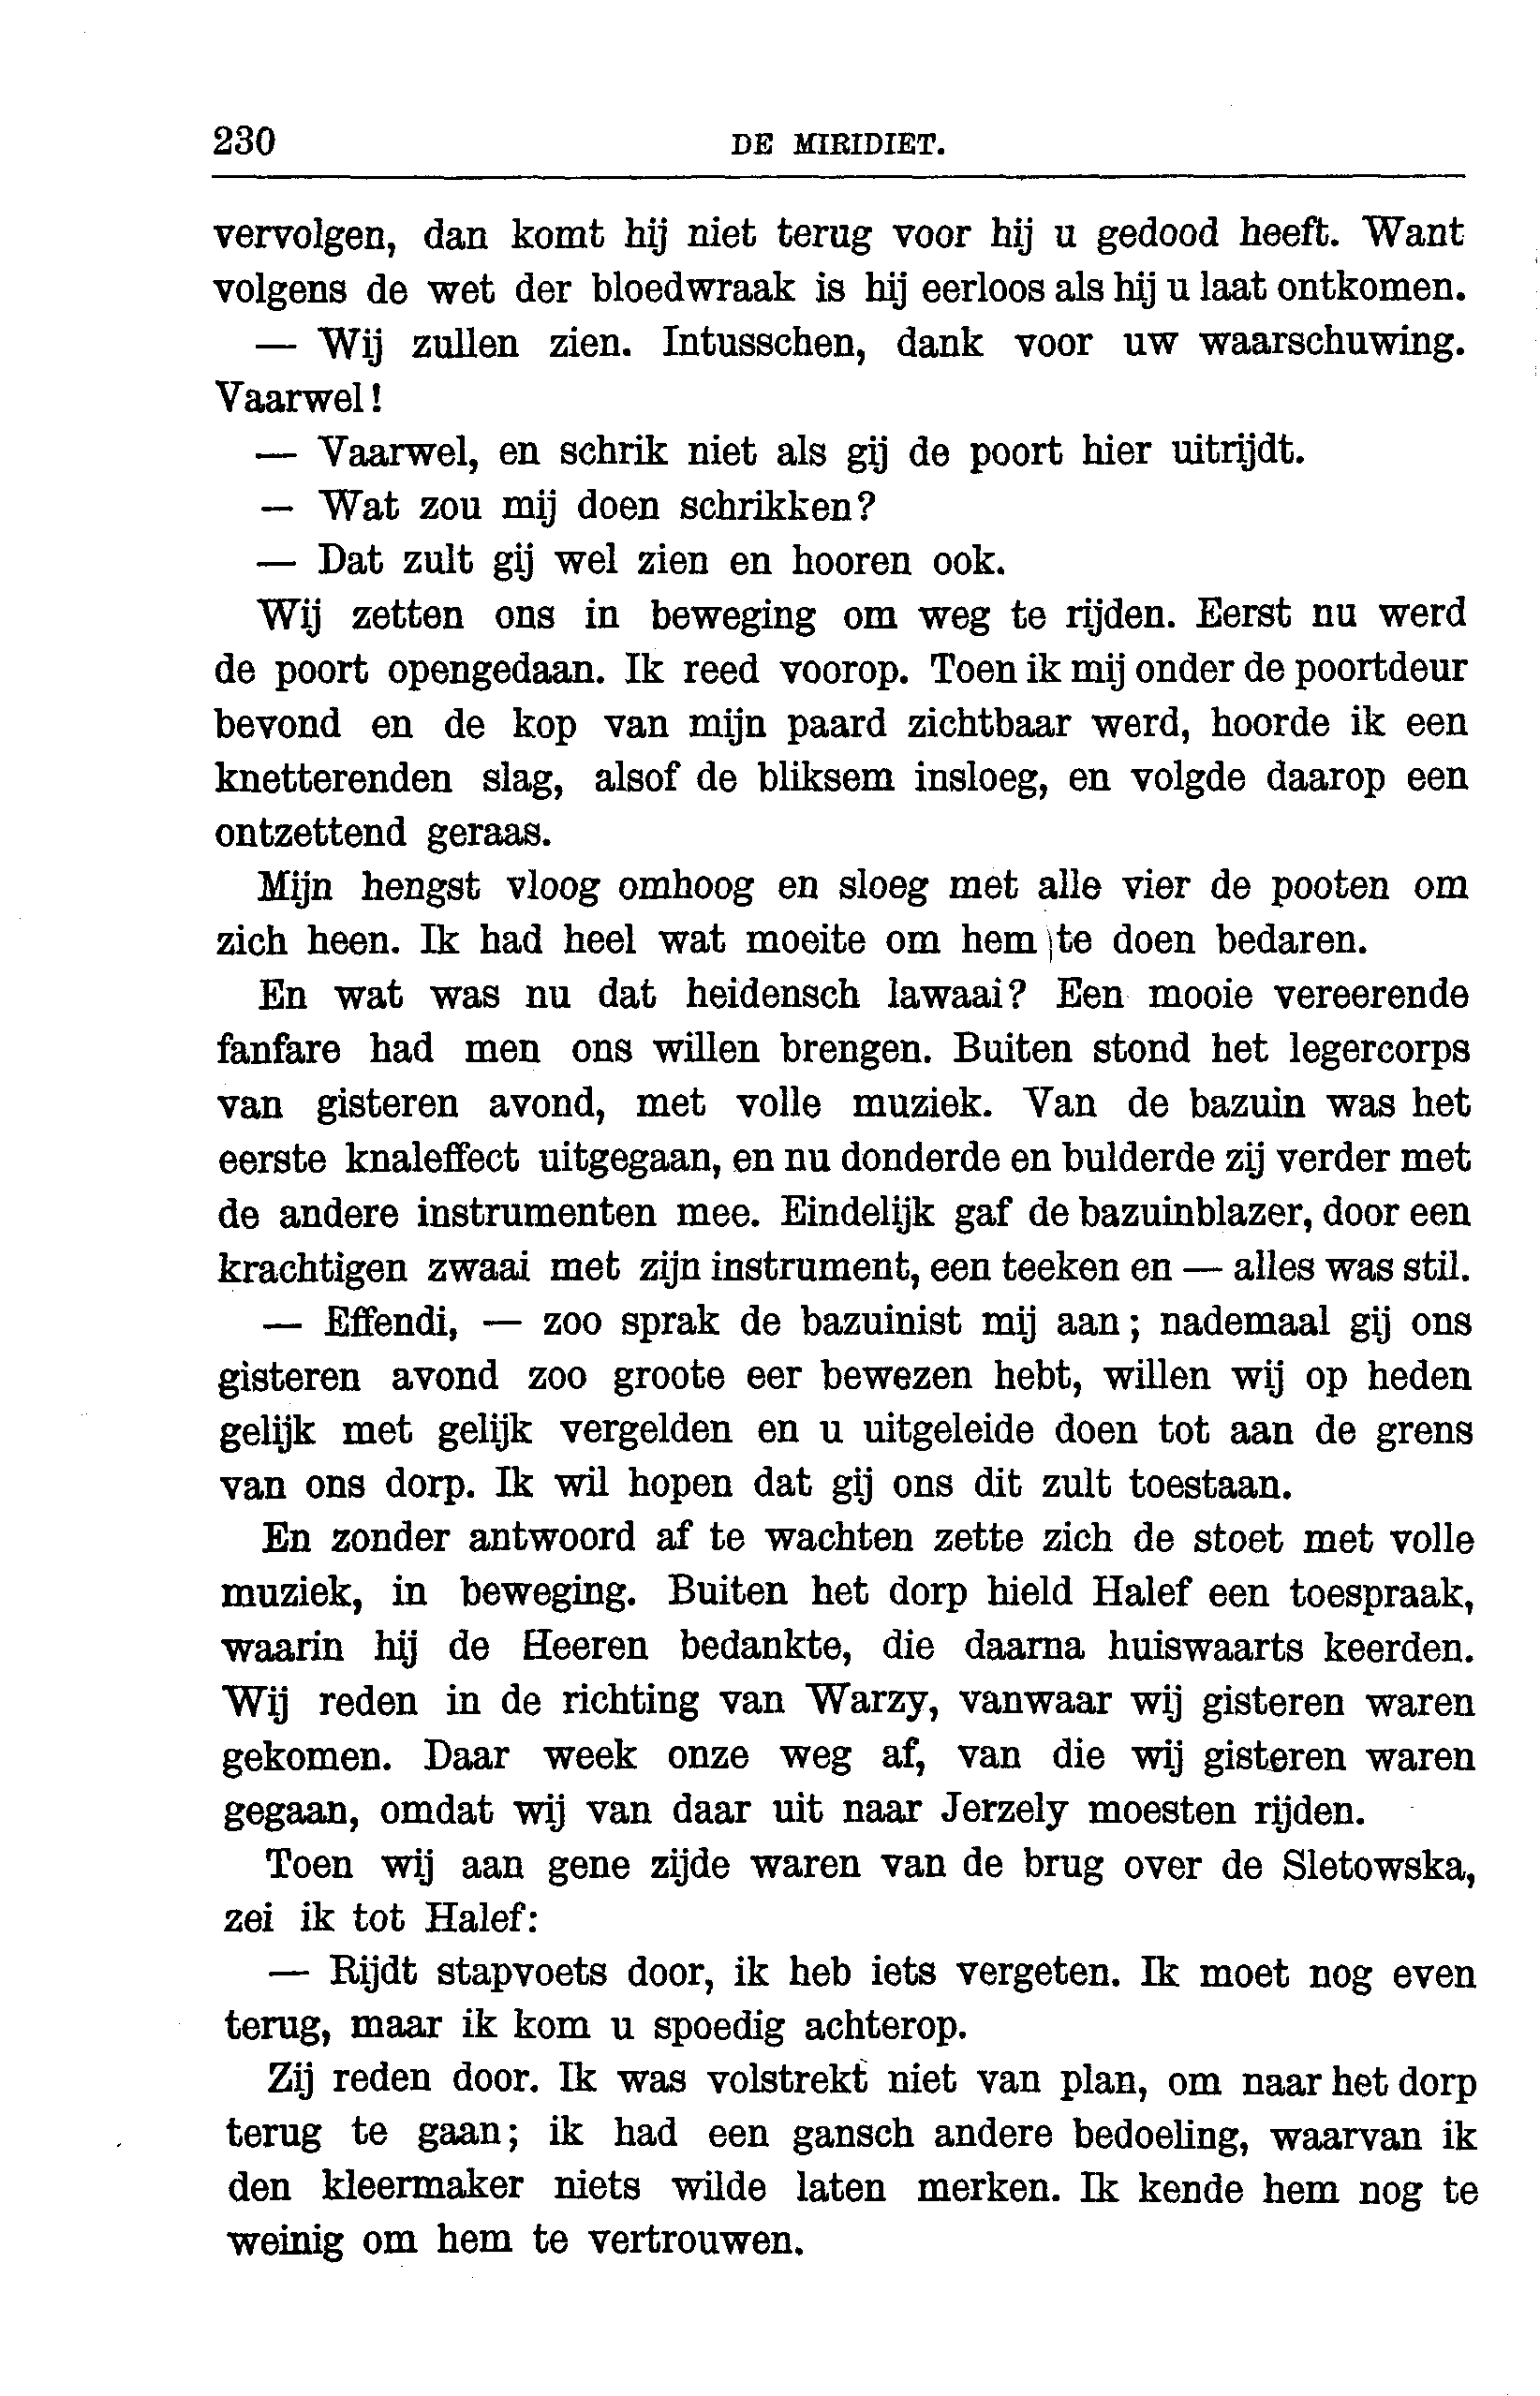 230 DE MIRIDIET.
vervolgen, dan komt hij niet terug voor hij u gedood heeft. Want
volgens de wet der bloedwraak is hij eerloos als hij u laat ontkomen.
— Wij zullen zien. Intusschen, dank voor uw waarschuwing.
Vaarwel!
— Vaarwel, en schrik niet als gij de poort hier uitrijdt.
— Wat zou mij doen schrikken?
— Dat zult gij wel zien en hooren ook.
Wij zetten ons in beweging om weg te rijden. Eerst nu werd
de poort opengedaan. Ik reed voorop. Toen ik mij onder de poortdeur
bevond en de kop van mijn paard zichtbaar werd, hoorde ik een
knetterenden slag, alsof de bliksem insloeg, en volgde daarop een
ontzettend geraas.
Mijn hengst vloog omhoog en sloeg met alle vier de pooten om
zich heen. Ik had heel wat moeite om hem te doen bedaren.
En wat was nu dat heidensch lawaai? Een mooie vereerende
fanfare had men ons willen brengen. Buiten stond het legercorps
van gisteren avond, met volle muziek. Van de bazuin was het
eerste knaleffect uitgegaan, en nu donderde en bulderde zij verder met
de andere instrumenten mee. Eindelijk gaf de bazuinblazer, door een
krachtigen zwaai met zijn instrument, een teeken en — alles was stil.
— Effendi, — zoo sprak de bazuinist mij aan; nademaal gij ons
gisteren avond zoo groote eer bewezen hebt, willen wij op heden
gelijk met gelijk vergelden en u uitgeleide doen tot aan de grens
van ons dorp. Ik wil hopen dat gij ons dit zult toestaan.
En zonder antwoord af te wachten zette zich de stoet met volle
muziek, in beweging. Buiten het dorp hield Halef een toespraak,
waarin hij de Heeren bedankte, die daarna huiswaarts keerden.
Wij reden in de richting van Warzy, vanwaar wij gisteren waren
gekomen. Daar week onze weg af, van die wij gisteren waren
gegaan, omdat wij van daar uit naar Jerzely moesten rijden.
Toen wij aan gene zijde waren van de brug over de Sletowska,
zei ik tot Halef:
— Rijdt stapvoets door, ik heb iets vergeten. Ik moet nog even
terug, maar ik kom u spoedig achterop.
Zij reden door. Ik was volstrekt niet van plan, om naar het dorp
terug te gaan; ik had een gansch andere bedoeling, waarvan ik
den kleermaker niets wilde laten merken. Ik kende hem nog te
weinig om hem te vertrouwen.